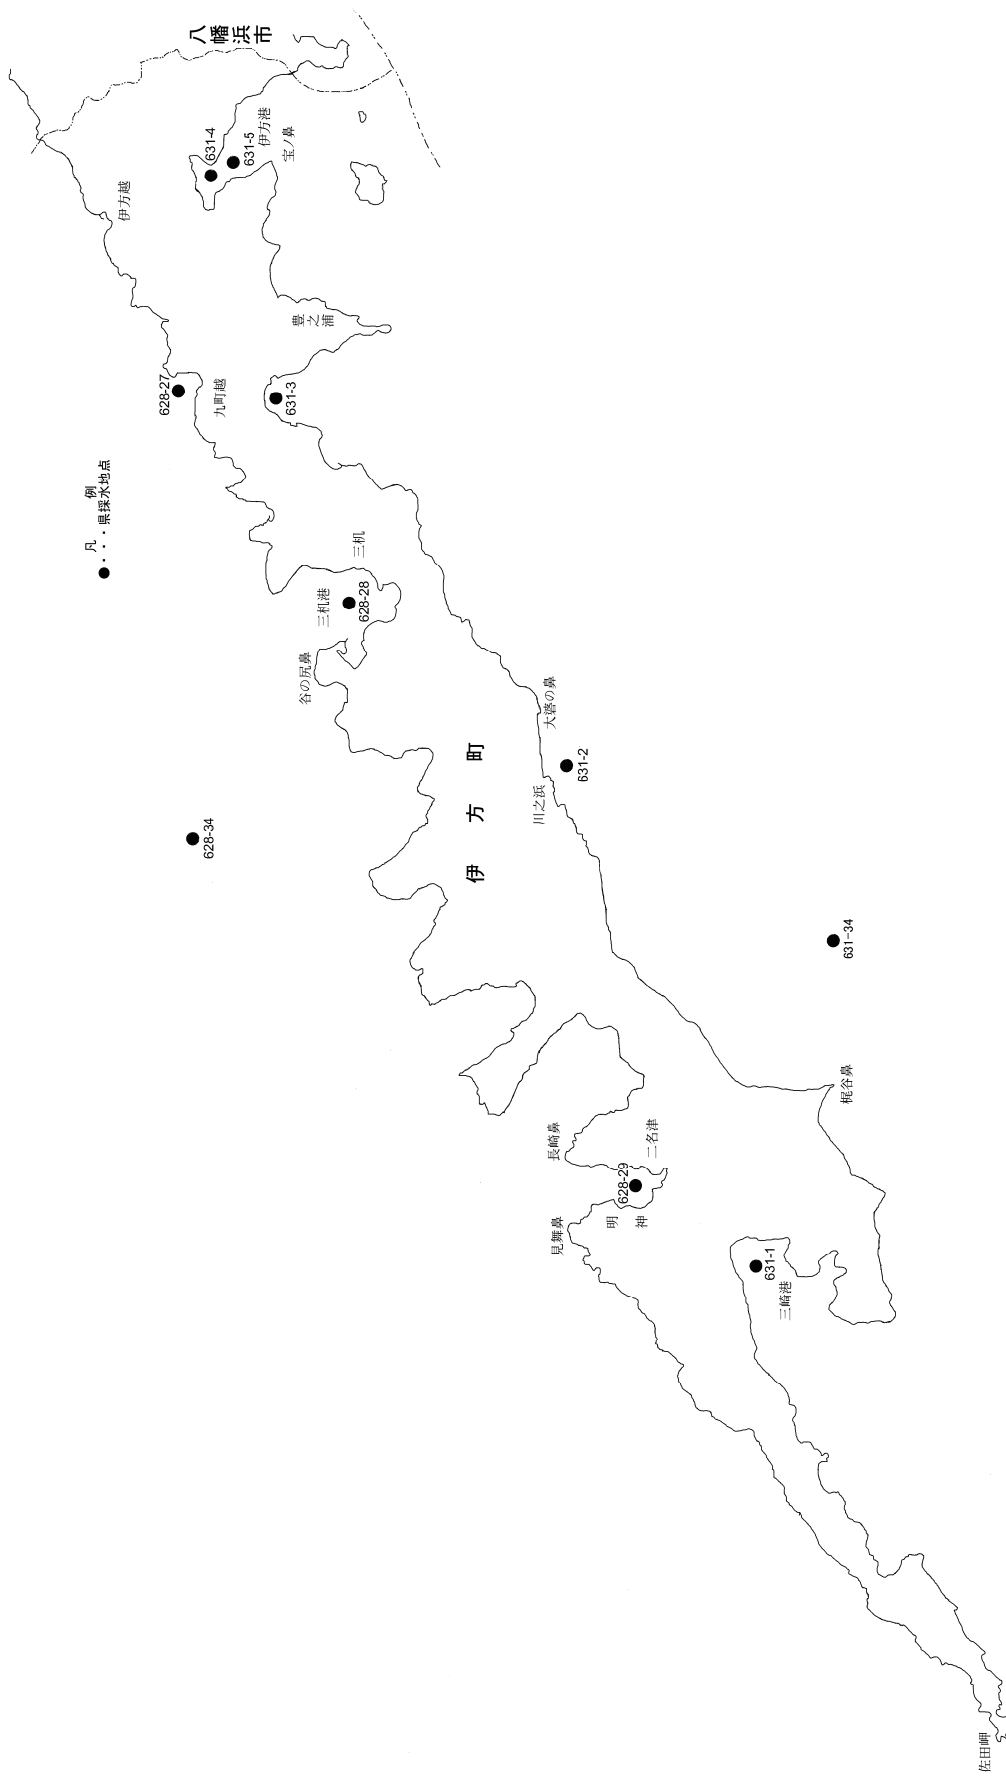 八幡浜市
631-4
631-5
伊方港
宝ノ鼻
伊方越
豊之浦
628-27
九町越
631-3
凡　例
●・・・県採水地点
三机
三机港
628-28
谷の尻鼻
大碆の鼻
伊　方　町
631-2
川之浜
628-34
631-34
梶谷鼻
長崎鼻
二名津
628-29
明神
見舞鼻
631-1
三崎港
佐田岬